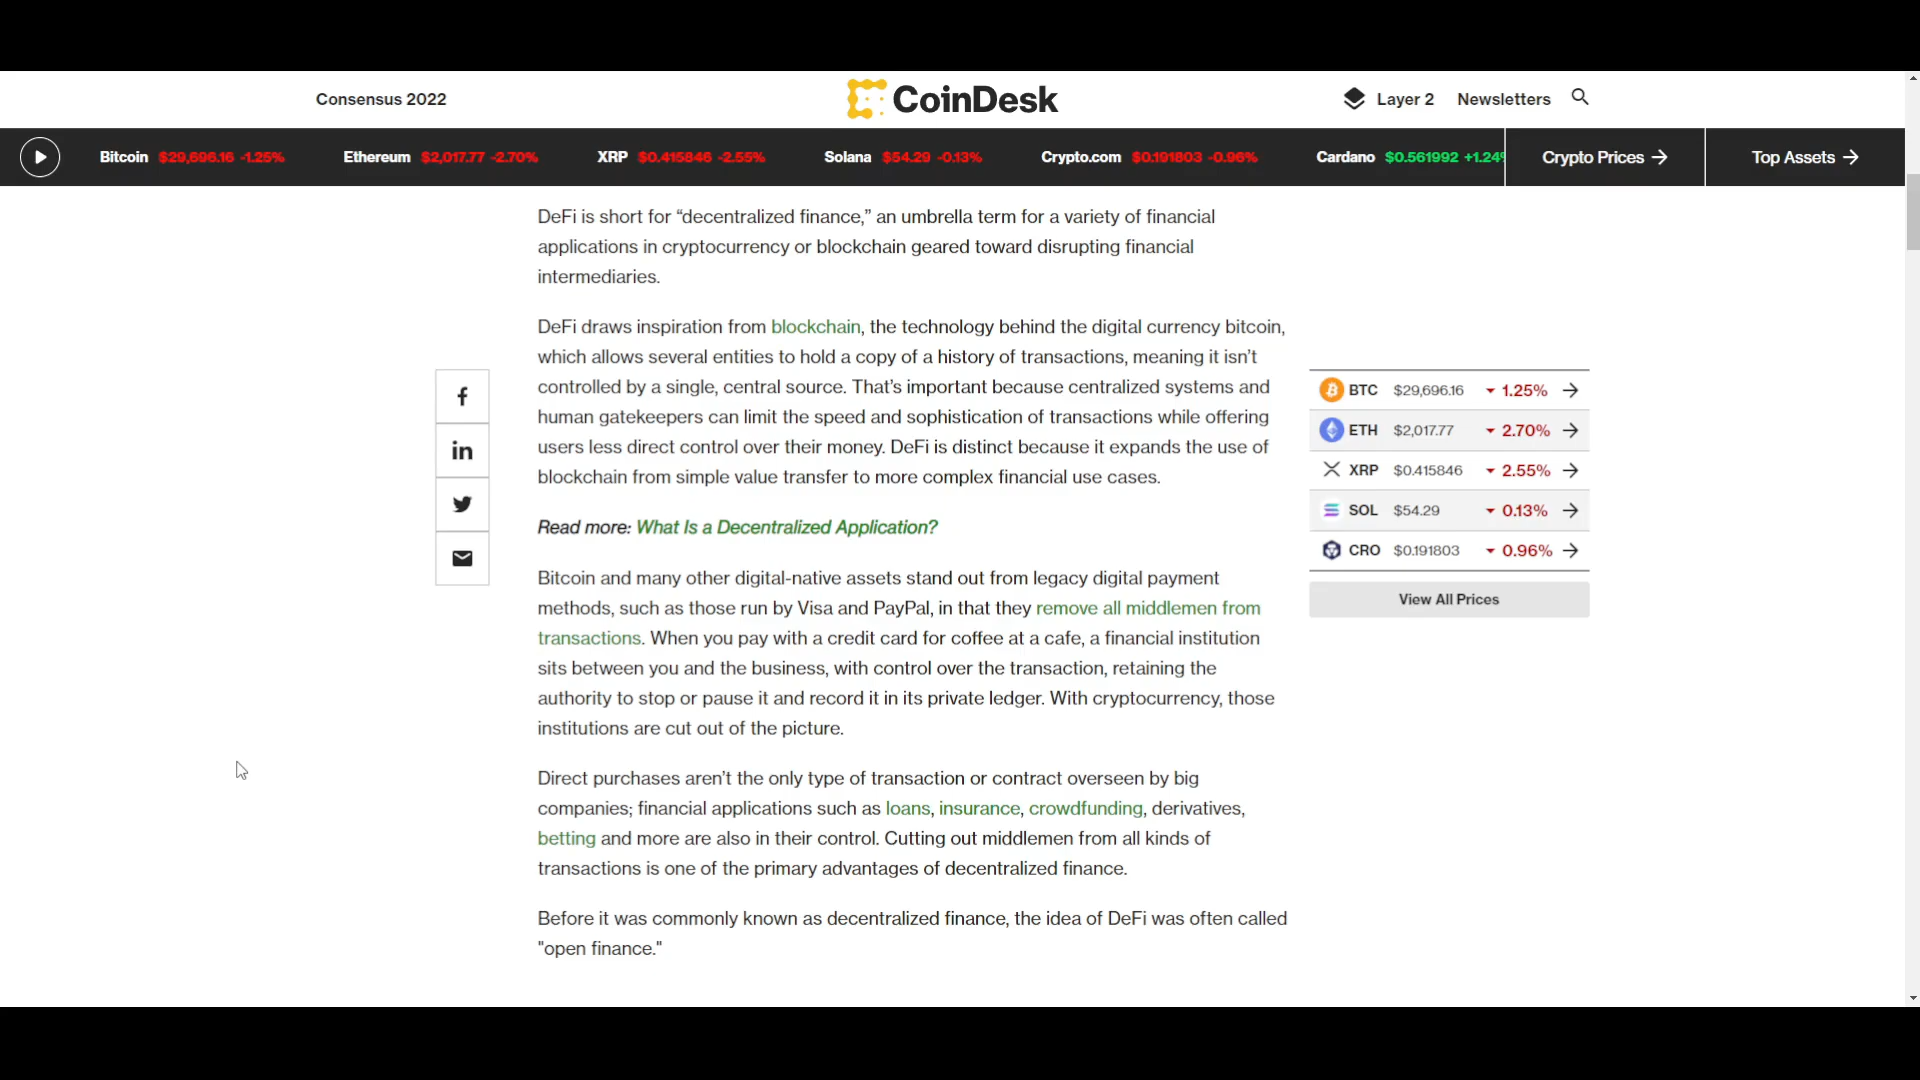 Consensus 2022
CoinDesk
Layer 2 Newsletters
Bitcoin $29,696.16 -1.25% Ethereum $2,017.77 -2.70% XRP $0.415846 -2.55% Solana $54.29 -0.13% Crypto.com $0.191803 -0.96% Cardano $0.561992 +1.24% Crypto Prices → Top Assets →
DeFi is short for “decentralized finance,” an umbrella term for a variety of financial
applications in cryptocurrency or blockchain geared toward disrupting financial
intermediaries.
DeFi draws inspiration from blockchain, the technology behind the digital currency bitcoin,
which allows several entities to hold a copy of a history of transactions, meaning it isn’t
controlled by a single, central source. That’s important because centralized systems and
human gatekeepers can limit the speed and sophistication of transactions while offering
users less direct control over their money. DeFi is distinct because it expands the use of
blockchain from simple value transfer to more complex financial use cases.
Read more: What Is a Decentralized Application?
Bitcoin and many other digital-native assets stand out from legacy digital payment
methods, such as those run by Visa and PayPal, in that they remove all middlemen from
transactions. When you pay with a credit card for coffee at a cafe, a financial institution
sits between you and the business, with control over the transaction, retaining the
authority to stop or pause it and record it in its private ledger. With cryptocurrency, those
institutions are cut out of the picture.
Direct purchases aren’t the only type of transaction or contract overseen by big
companies; financial applications such as loans, insurance, crowdfunding, derivatives,
betting and more are also in their control. Cutting out middlemen from all kinds of
transactions is one of the primary advantages of decentralized finance.
Before it was commonly known as decentralized finance, the idea of DeFi was often called
"open finance."
BTC $29,696.16 1.25% →
ETH $2,017.77 2.70% →
XRP $0.415846 2.55% →
SOL $54.29 0.13% →
CRO $0.191803 0.96% →
View All Prices